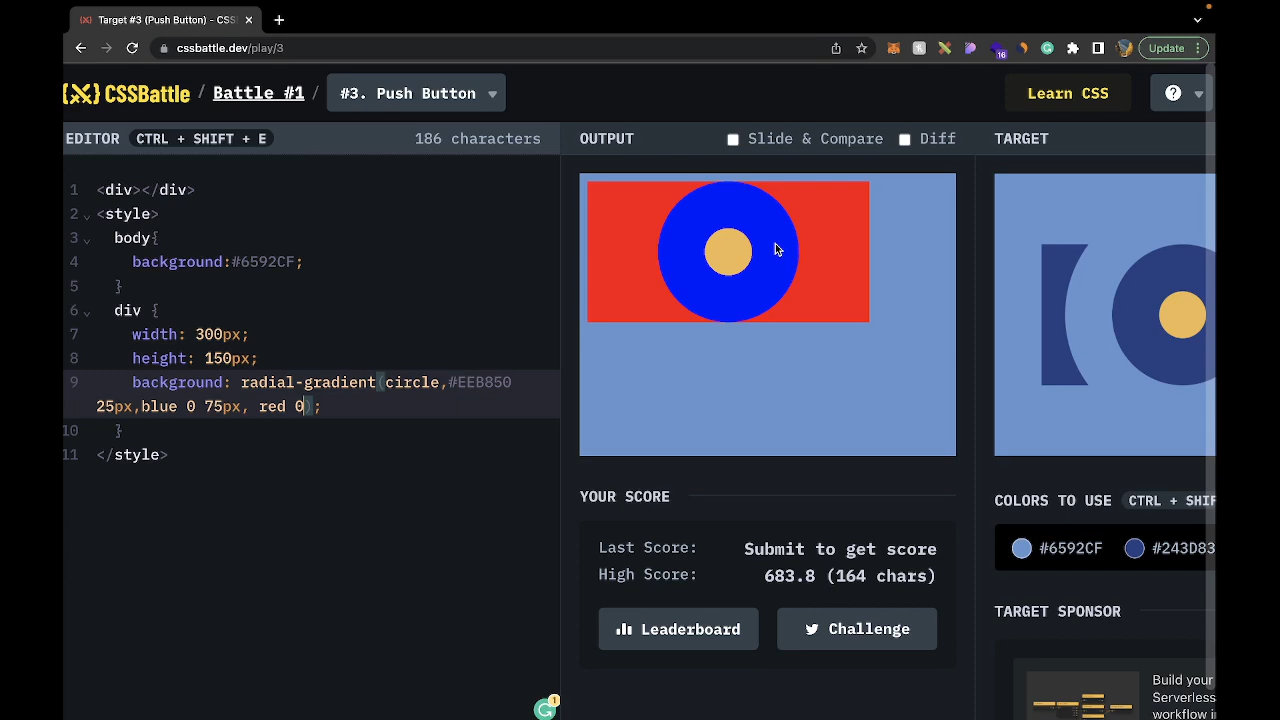 Target #3 (Push Button) - CSS
cssbattle.dev/play/3
16
Update
{X} CSSBattle / Battle #1 / #3. Push Button
Learn CSS
?
EDITOR CTRL + SHIFT + E 186 characters
OUTPUT Slide & Compare Diff
TARGET
1 <div></div>
2 <style>
3 body{
4 background:#6592CF;
5 }
6 div {
7 width: 300px;
8 height: 150px;
9 background: radial-gradient(circle,#EEB850
25px,blue 0 75px, red 0);
10 }
11 </style>
YOUR SCORE
Last Score: Submit to get score
High Score: 683.8 (164 chars)
Leaderboard
Challenge
COLORS TO USE CTRL + SHIF
#6592CF #243D83
TARGET SPONSOR
Build your
Serverless
workflow in
1